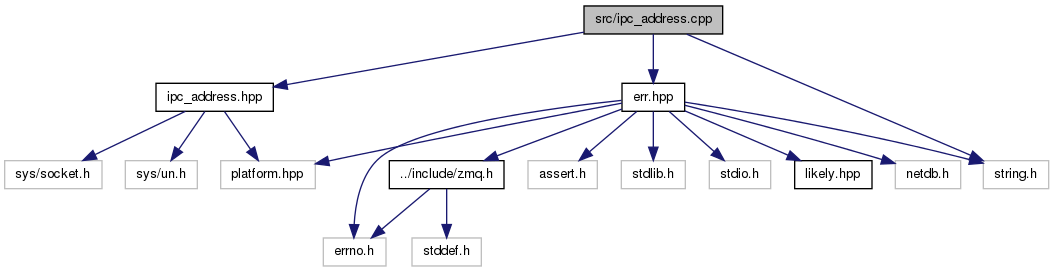 src/ipc_address.cpp
ipc_address.hpp
err.hpp
sys/socket.h
sys/un.h
platform.hpp
../include/zmq.h
assert.h
stdlib.h
stdio.h
likely.hpp
netdb.h
string.h
errno.h
stddef.h